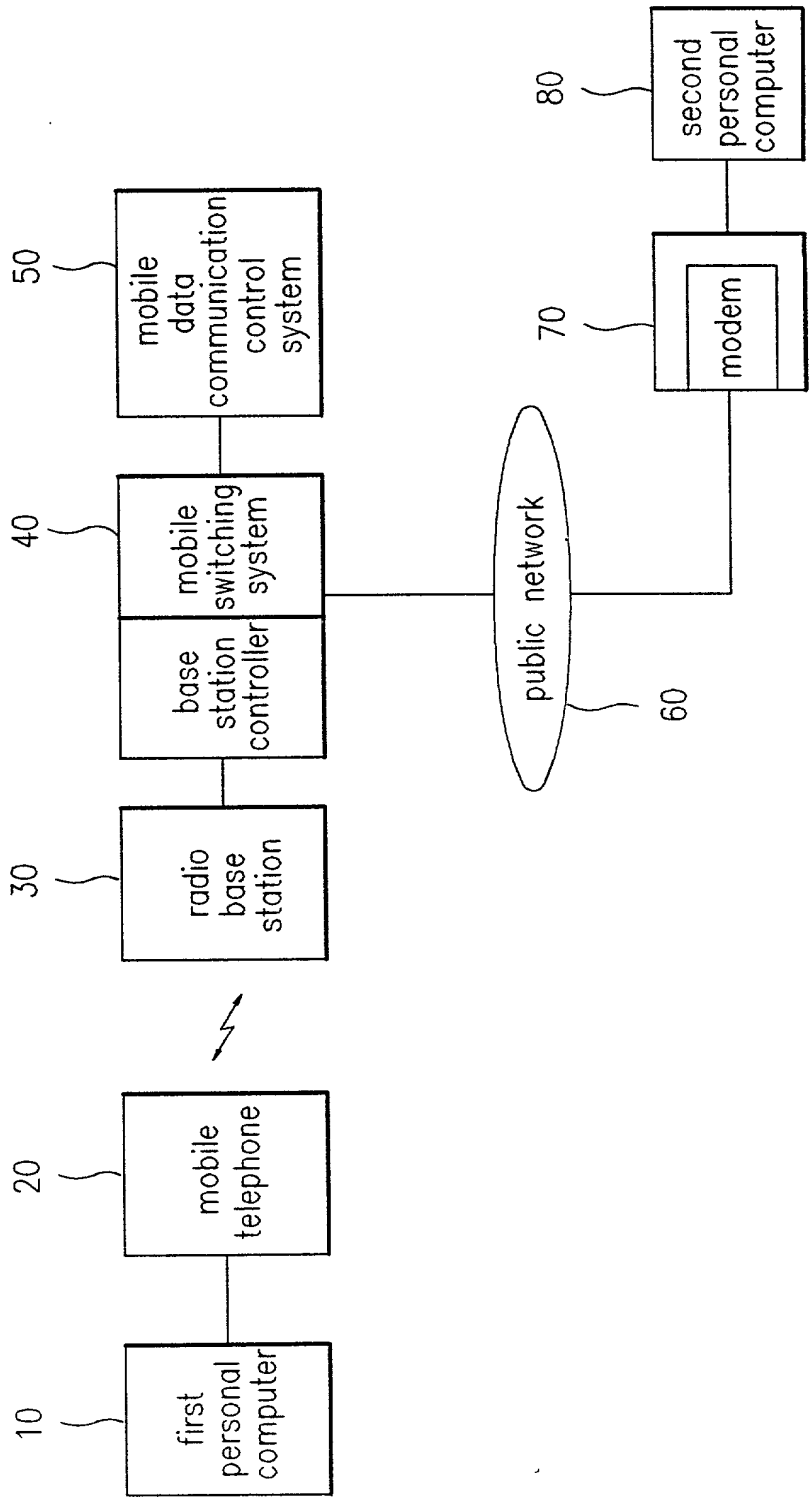 10
first
personal
computer
20
mobile
telephone
30
radio
base
station
base
station
controller
40
mobile
switching
system
50
mobile
data
communication
control
system
public network
60
70
modem
80
second
personal
computer